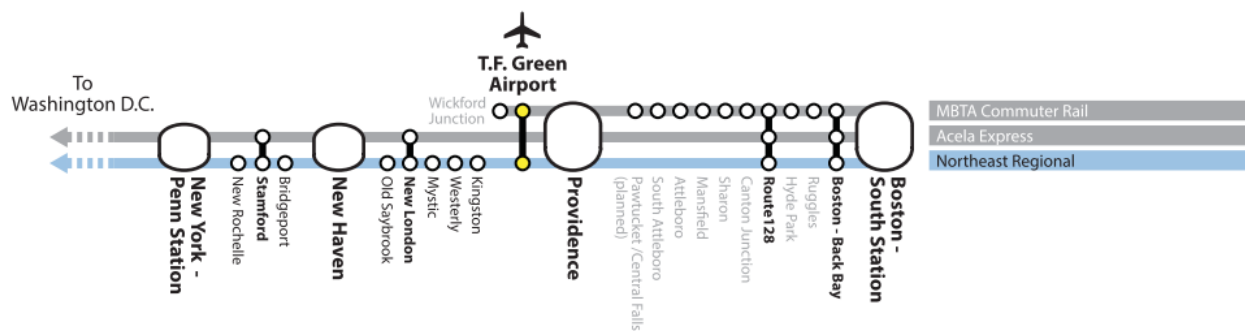 To
Washington D.C.
T.F. Green
Airport
Wickford
Junction
MBTA Commuter Rail
Acela Express
Northeast Regional
New York -
Penn Station
New Rochelle
Stamford
Bridgeport
New Haven
Old Saybrook
New London
Mystic
Westerly
Kingston
Providence
Pawtucket /Central Falls
(planned)
South Attleboro
Attleboro
Mansfield
Sharon
Canton Junction
Route128
Hyde Park
Ruggles
Boston - Back Bay
Boston -
South Station